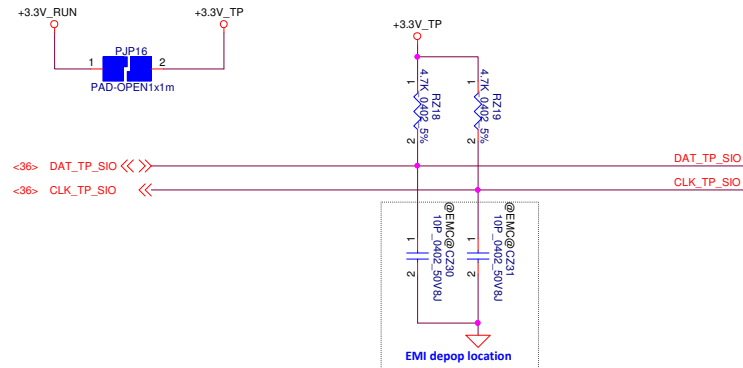 +3.3V_RUN
+3.3V_TP
PJP16
1
2
PAD-OPEN1x1m
+3.3V_TP
1
RZ18
4.7K_0402_5%
2
1
RZ19
4.7K_0402_5%
2
<36> DAT_TP_SIO
DAT_TP_SIO
<36> CLK_TP_SIO
CLK_TP_SIO
1
@EMC@CZ30
10P_0402_50V8J
2
1
@EMC@CZ31
10P_0402_50V8J
2
EMI depop location